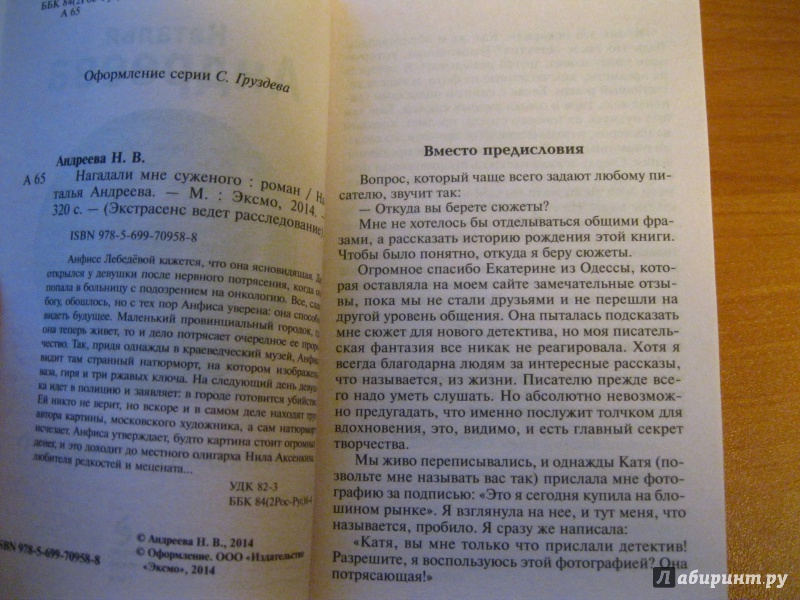 ББК 84(2Рос-Ру
А 65
Оформление серии С. Груздева
Андреева Н. В.
А 65
Нагадали мне суженого : роман / На
талья Андреева. — М. : Эксмо, 2014. —
320 с. — (Экстрасенс ведет расследование
ISBN 978-5-699-70958-8
Анфисе Лебедёвой кажется, что она ясновидящая. Да
открылся у девушки после нервного потрясения, когда
попала в больницу с подозрением на онкологию. Все, сла
богу, обошлось, но с тех пор Анфиса уверена: она способ
видеть будущее. Маленький провинциальный городок, г
она теперь живет, то и дело потрясает очередное ее проро
чество. Так, придя однажды в краеведческий музей, Анфис
видит там странный натюрморт, на котором изображен
ваза, гиря и три ржавых ключа. На следующий день девуш
ка идет в полицию и заявляет: в городе готовится убийство
Ей никто не верит, но вскоре и в самом деле находят труп
автора картины, московского художника, а сам натюрморт
исчезает. Анфиса утверждает, будто картина стоит огромных
денег, и это доходит до местного олигарха Нила Аксенкина
любителя редкостей и мецената...
УДК 82-3
ББК 84(2Рос-Рус)6-4
© Андреева Н. В., 2014
© Оформление. ООО «Издательство
«Эксмо», 2014
ISBN 978-5-699-70958-8
Вместо предисловия
Вопрос, который чаще всего задают любому пи-
сателю, звучит так:
— Откуда вы берете сюжеты?
Мне не хотелось бы отделываться общими фра-
зами, а рассказать историю рождения этой книги.
Чтобы было понятно, откуда я беру сюжеты.
Огромное спасибо Екатерине из Одессы, кото-
рая оставляла на моем сайте замечательные отзы-
вы, пока мы не стали друзьями и не перешли на
другой уровень общения. Она пыталась подсказать
мне сюжет для нового детектива, но моя писатель-
ская фантазия все никак не реагировала. Хотя я
всегда благодарна людям за интересные рассказы,
что называется, из жизни. Писателю прежде все-
го надо уметь слушать. Но абсолютно невозмож-
но предугадать, что именно послужит толчком для
вдохновения, это, видимо, и есть главный секрет
творчества.
Мы живо переписывались, и однажды Катя (по-
звольте мне называть вас так) прислала мне фо-
тографию за подписью: «Это я сегодня купила на бло-
шином рынке». Я взглянула на нее, и тут меня, что
называется, пробило. Я сразу же написала:
«Катя, вы мне только что прислали детектив!
Разрешите, я воспользуюсь этой фотографией? Она
потрясающая!»
Лабиринт.ру